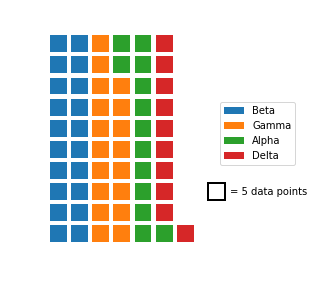 Beta
Gamma
Alpha
Delta
= 5 data points